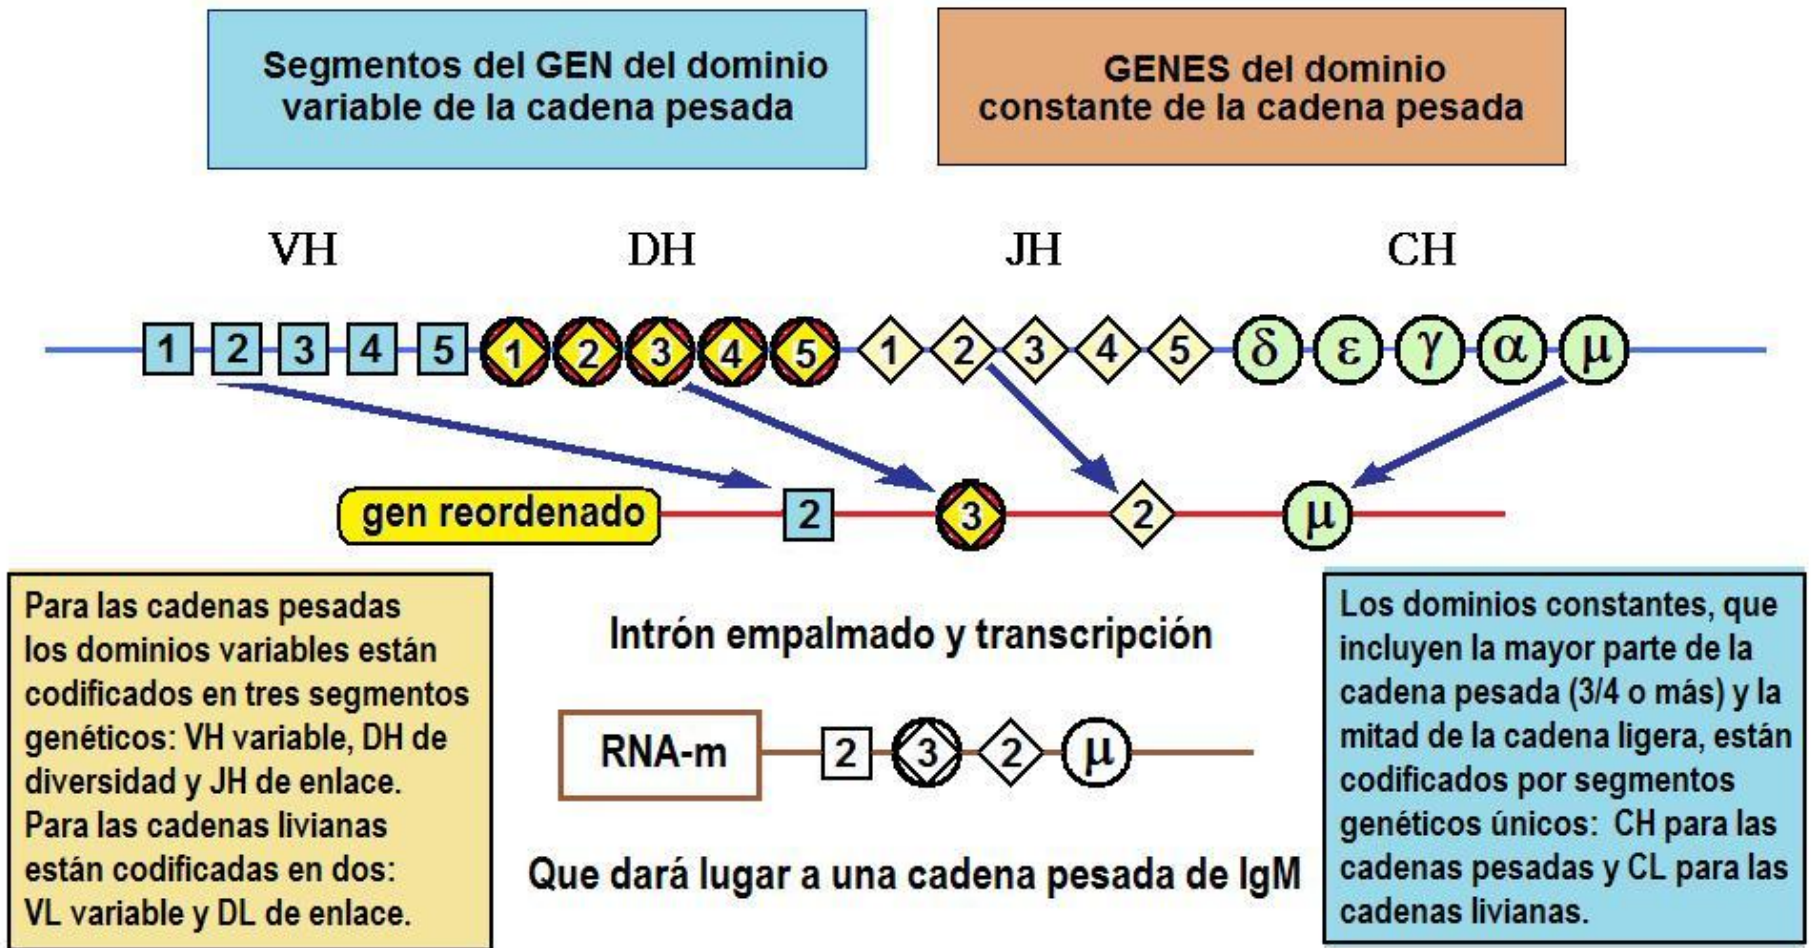 Segmentos del GEN del dominio
variable de la cadena pesada
GENES del dominio
constante de la cadena pesada
VH DH JH CH
1 2 3 4 5 1 2 3 4 5 1 2 3 4 5 δ ε γ α μ
gen reordenado 2 3 2 μ
Para las cadenas pesadas
los dominios variables están
codificados en tres segmentos
genéticos: VH variable, DH de
diversidad y JH de enlace.
Para las cadenas livianas
están codificadas en dos:
VL variable y DL de enlace.
Intrón empalmado y transcripción
RNA-m 2 3 2 μ
Que dará lugar a una cadena pesada de IgM
Los dominios constantes, que
incluyen la mayor parte de la
cadena pesada (3/4 o más) y la
mitad de la cadena ligera, están
codificados por segmentos
genéticos únicos: CH para las
cadenas pesadas y CL para las
cadenas livianas.